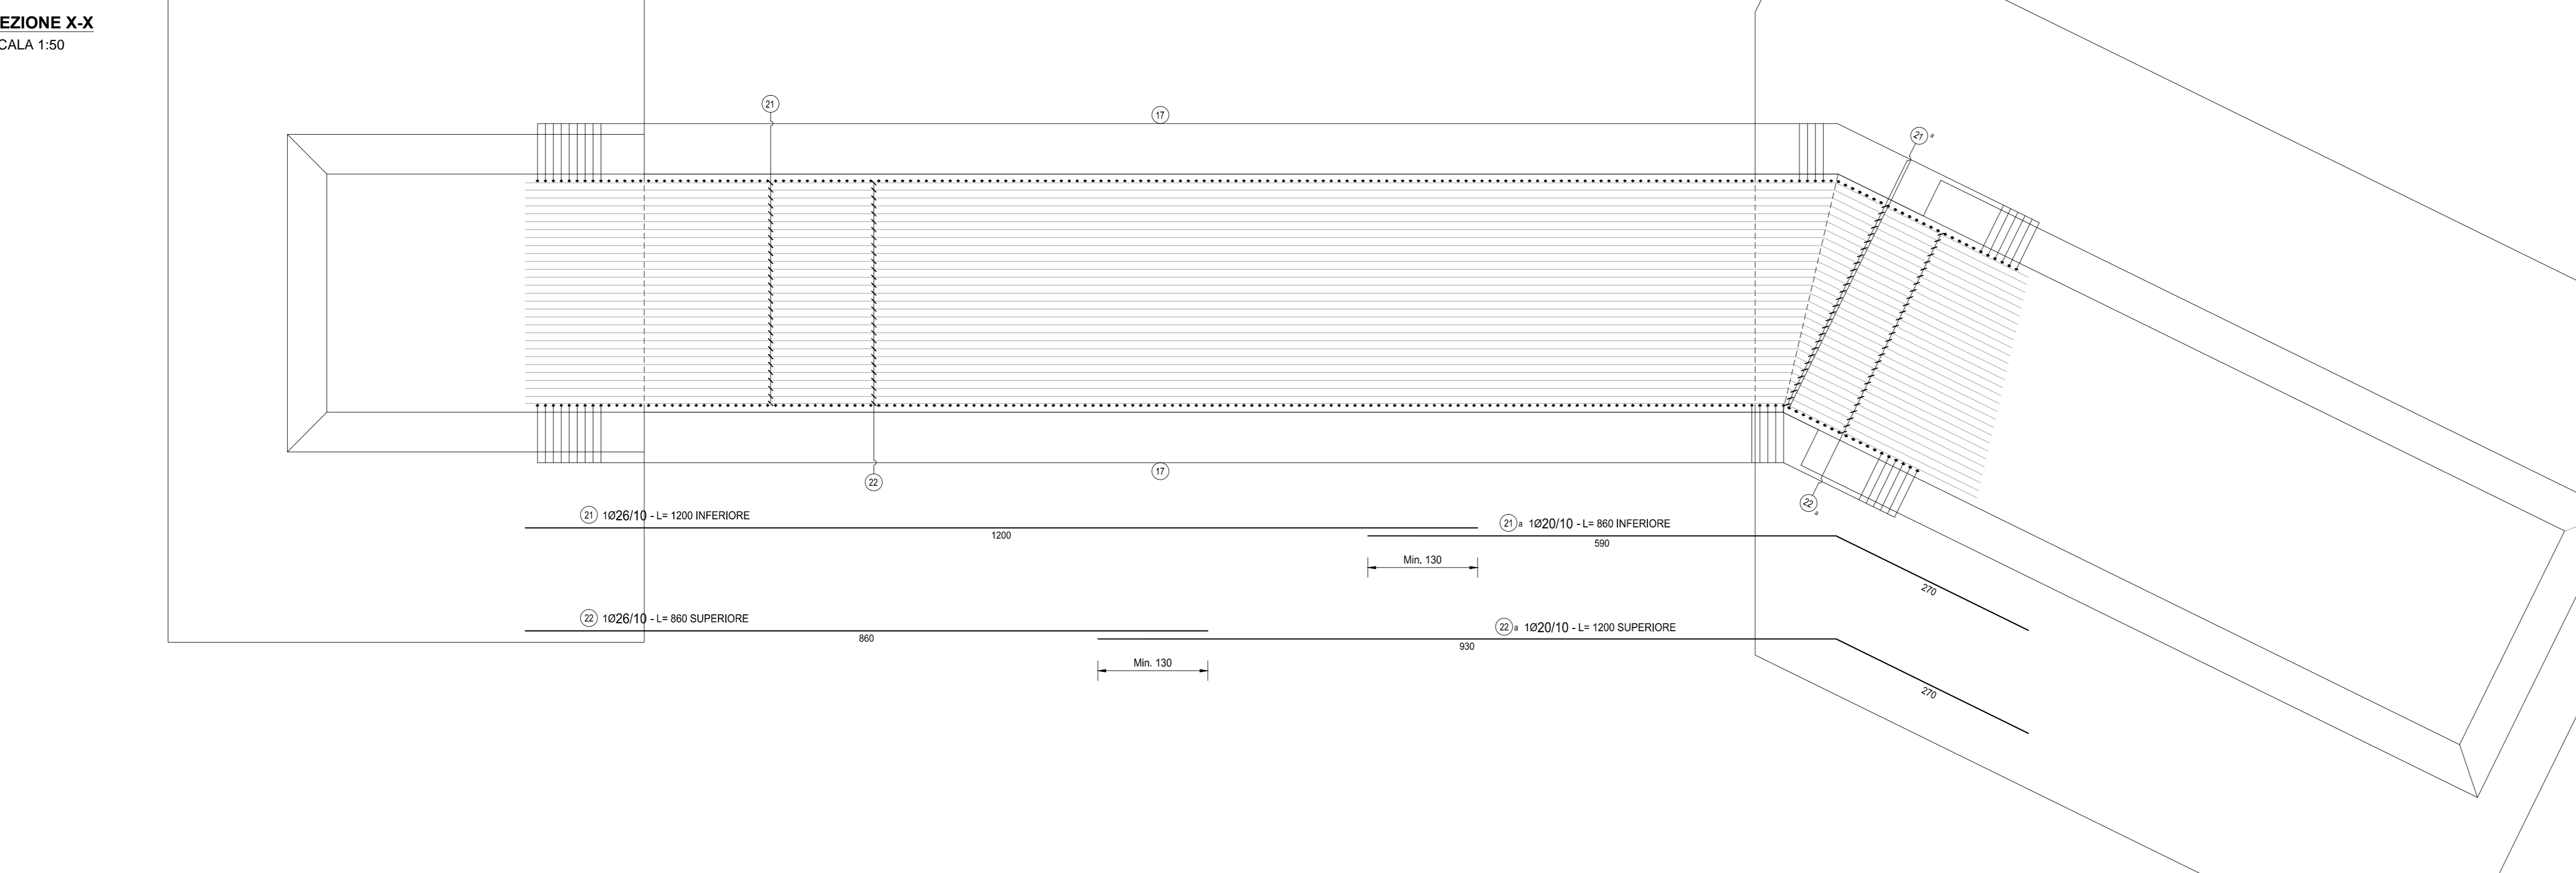 EZIONE X-X
CALA 1:50
21
17
21 a
17
22
22 a
21 1Ø26/10 - L= 1200 INFERIORE
1200
21 a 1Ø20/10 - L= 860 INFERIORE
590
Min. 130
270
22 1Ø26/10 - L= 860 SUPERIORE
860
22 a 1Ø20/10 - L= 1200 SUPERIORE
930
Min. 130
270